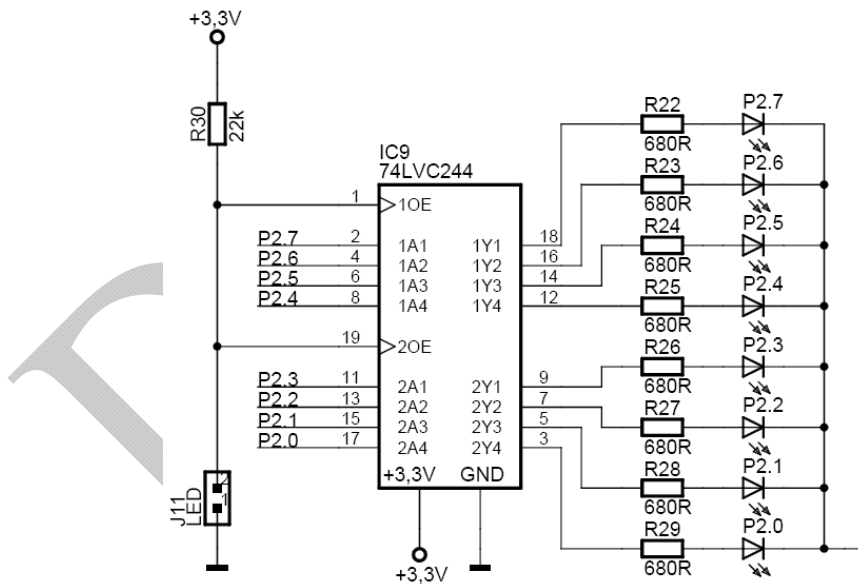 +3,3V
R30
22k
IC9
74LVC244
1
1OE
P2.7
2
1A1
1Y1
18
P2.6
4
1A2
1Y2
16
P2.5
6
1A3
1Y3
14
P2.4
8
1A4
1Y4
12
19
2OE
P2.3
11
2A1
2Y1
9
P2.2
13
2A2
2Y2
7
P2.1
15
2A3
2Y3
5
P2.0
17
2A4
2Y4
3
+3,3V
GND
+3,3V
J11
LED
2
1
R22
680R
P2.7
R23
680R
P2.6
R24
680R
P2.5
R25
680R
P2.4
R26
680R
P2.3
R27
680R
P2.2
R28
680R
P2.1
R29
680R
P2.0